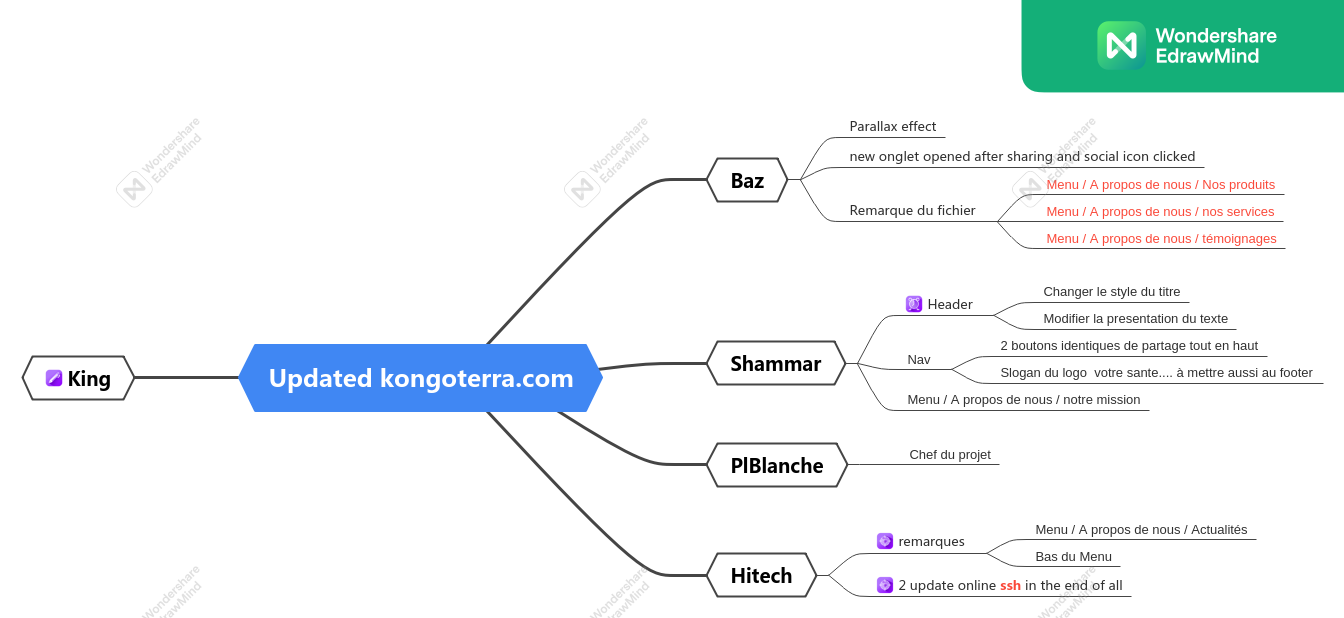 Wondershare
EdrawMind
Parallax effect
new onglet opened after sharing and social icon clicked
Baz
Menu / A propos de nous / Nos produits
Remarque du fichier
Menu / A propos de nous / nos services
Menu / A propos de nous / témoignages
Header
Changer le style du titre
Modifier la presentation du texte
Shammar
Nav
2 boutons identiques de partage tout en haut
Slogan du logo  votre sante.... à mettre aussi au footer
Menu / A propos de nous / notre mission
King
Updated kongoterra.com
PlBlanche
Chef du projet
Hitech
remarques
Menu / A propos de nous / Actualités
Bas du Menu
2 update online ssh in the end of all
Wondershare
EdrawMind
Wondershare
EdrawMind
Wondershare
EdrawMind
Wondershare
EdrawMind
Wondershare
EdrawMind
Wondershare
EdrawMind